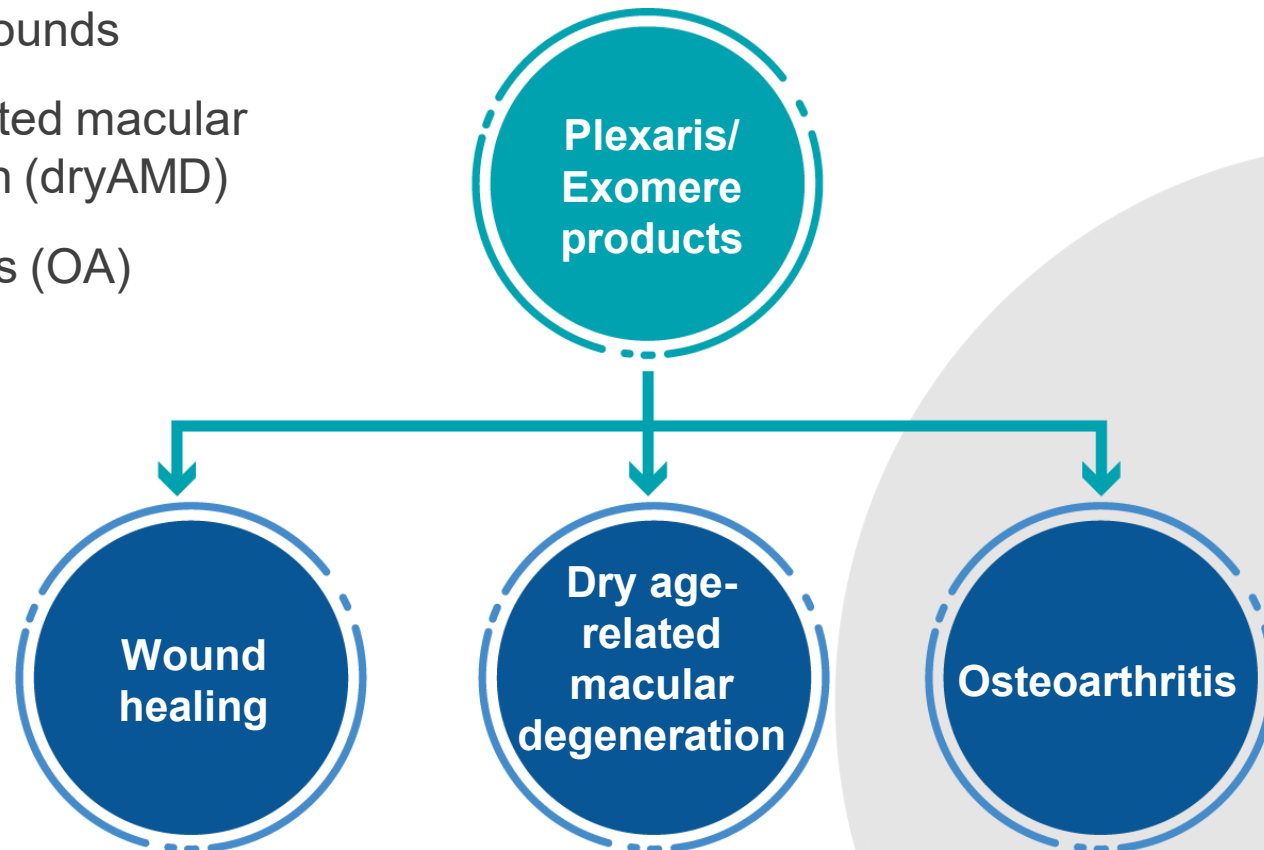 ounds
ted macular
n (dryAMD)
s (OA)
Plexaris/
Exomere
products
Wound
healing
Dry age-
related
macular
degeneration
Osteoarthritis